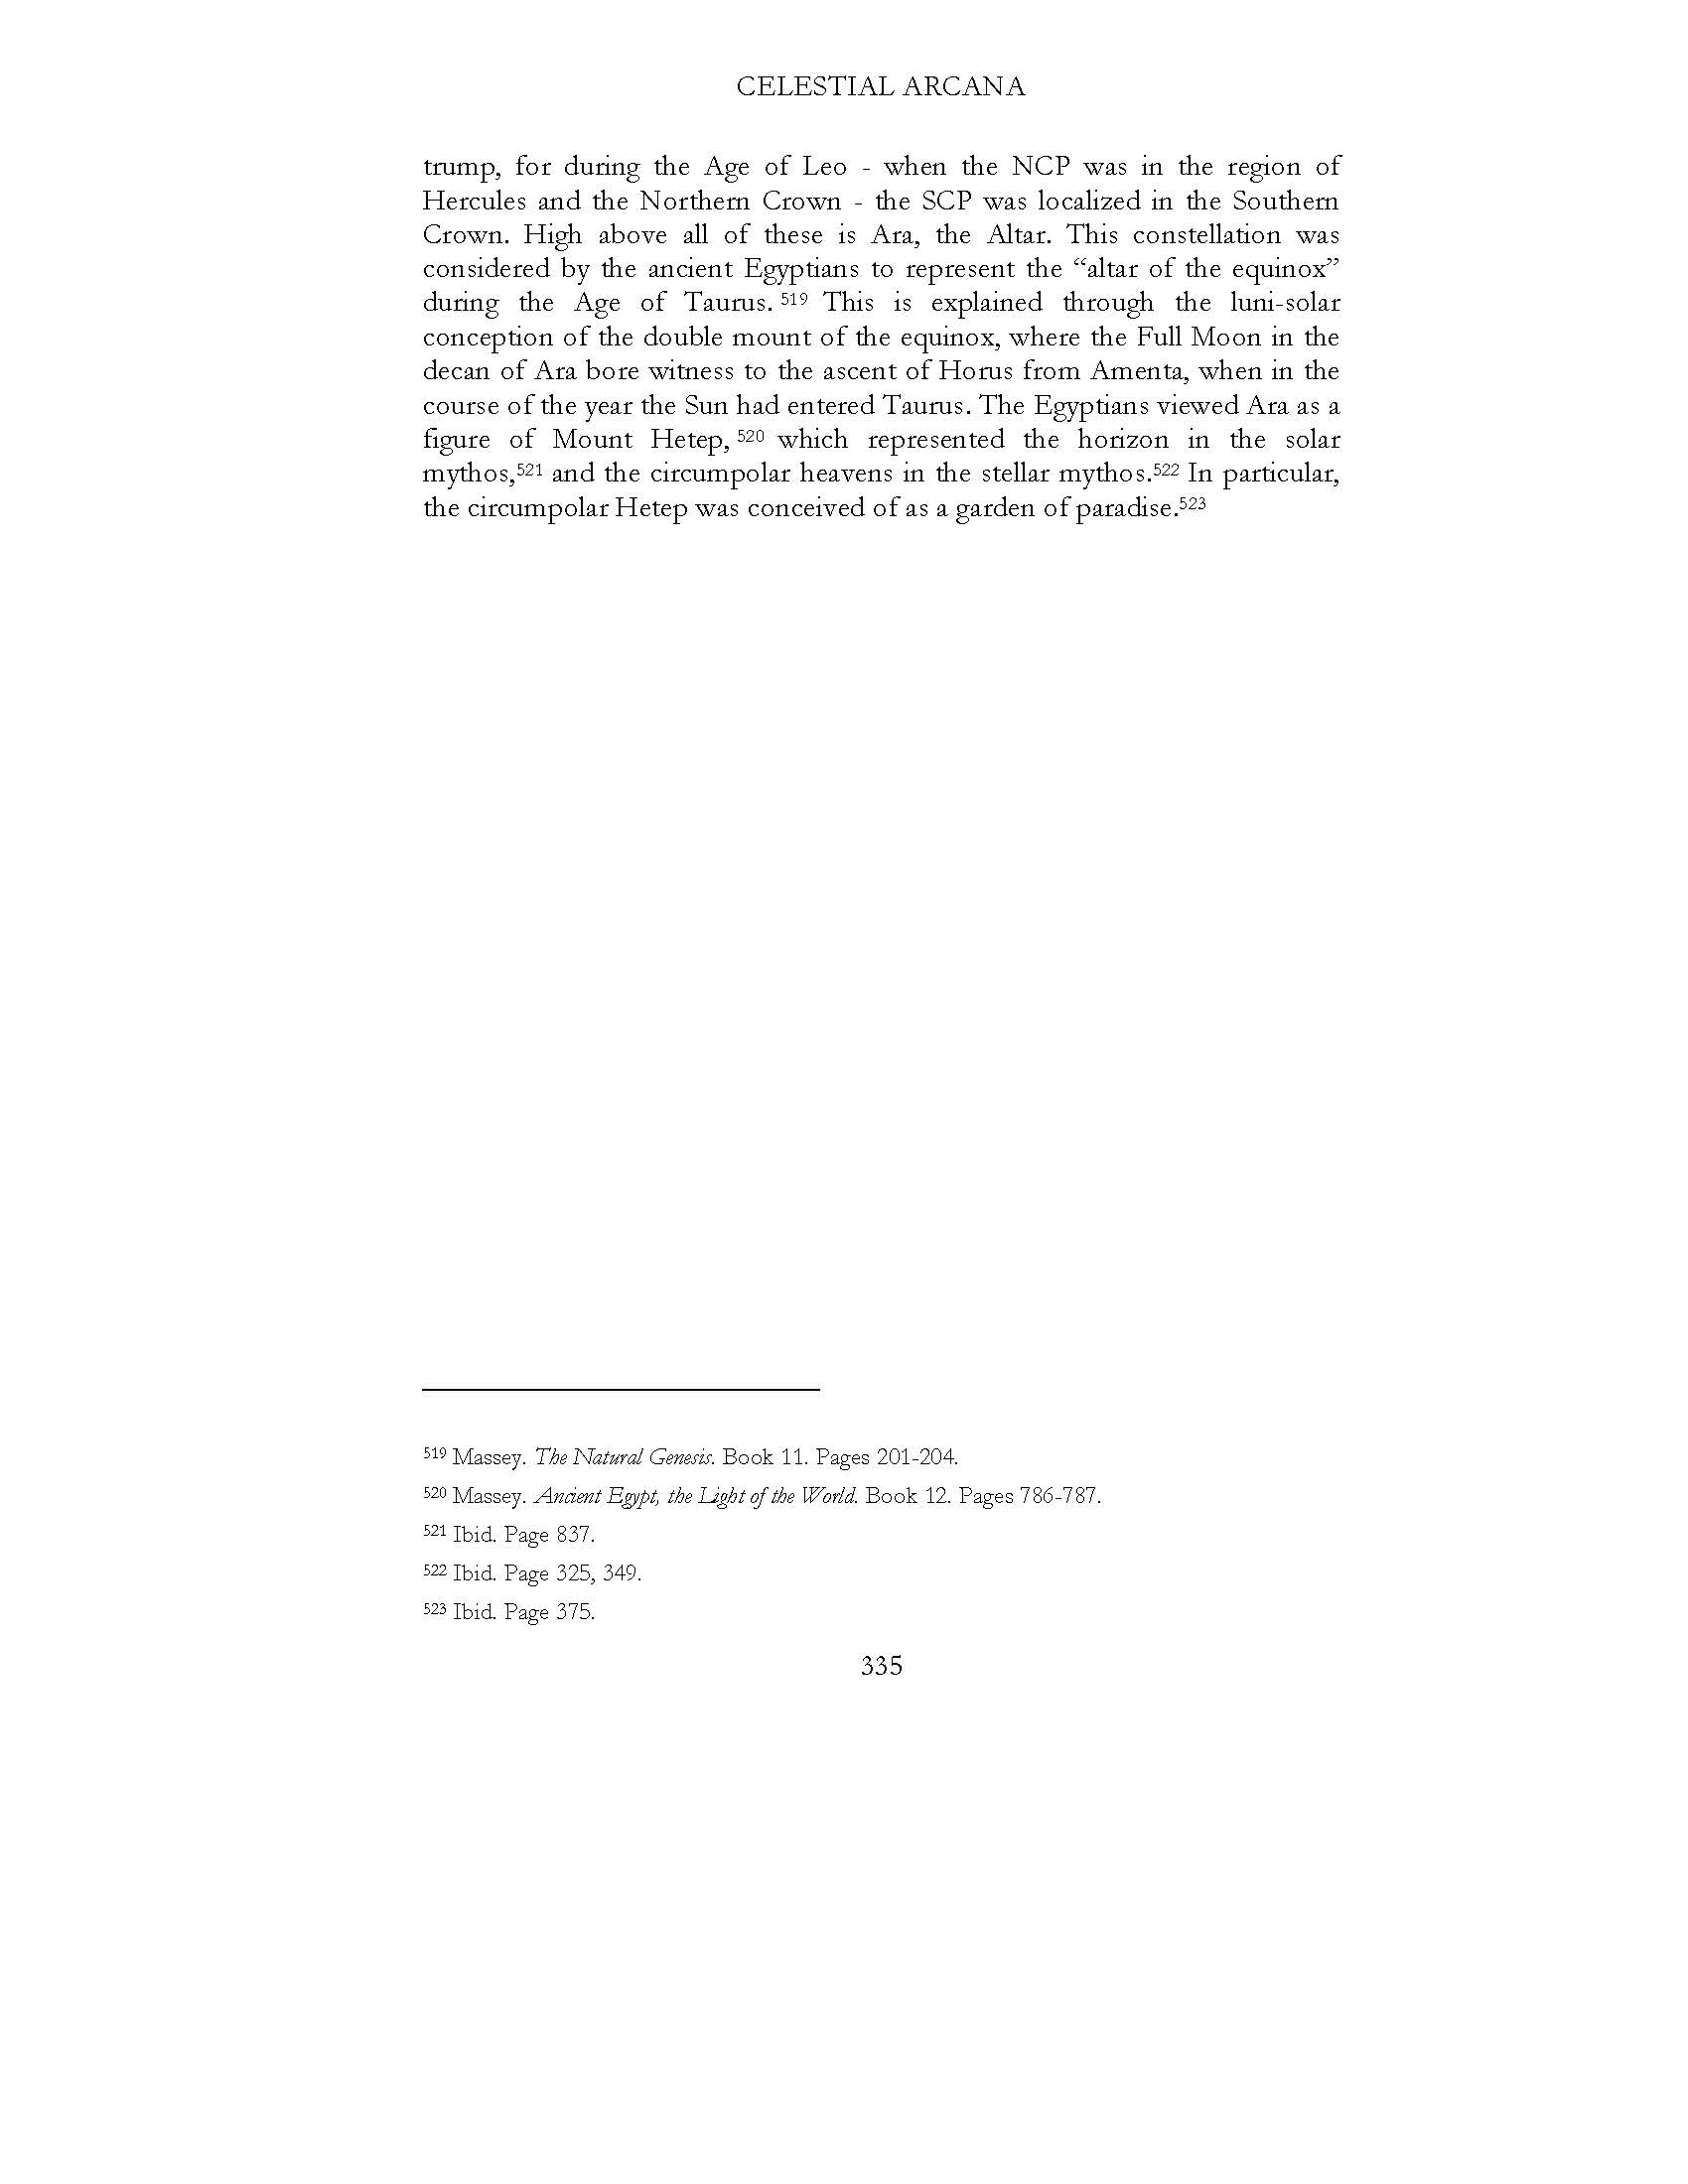 CELESTIAL ARCANA
trump, for during the Age of Leo - when the NCP was in the region of
Hercules and the Northern Crown - the SCP was localized in the Southern
Crown. High above all of these is Ara, the Altar. This constellation was
considered by the ancient Egyptians to represent the “altar of the equinox”
during the Age of Taurus. 519 This is explained through the luni-solar
conception of the double mount of the equinox, where the Full Moon in the
decan of Ara bore witness to the ascent of Horus from Amenta, when in the
course of the year the Sun had entered Taurus. The Egyptians viewed Ara as a
figure of Mount Hetep, 520 which represented the horizon in the solar
mythos,521 and the circumpolar heavens in the stellar mythos.522 In particular,
the circumpolar Hetep was conceived of as a garden of paradise.523
519 Massey. The Natural Genesis. Book 11. Pages 201-204.
520 Massey. Ancient Egypt, the Light of the World. Book 12. Pages 786-787.
521 Ibid. Page 837.
522 Ibid. Page 325, 349.
523 Ibid. Page 375.
335